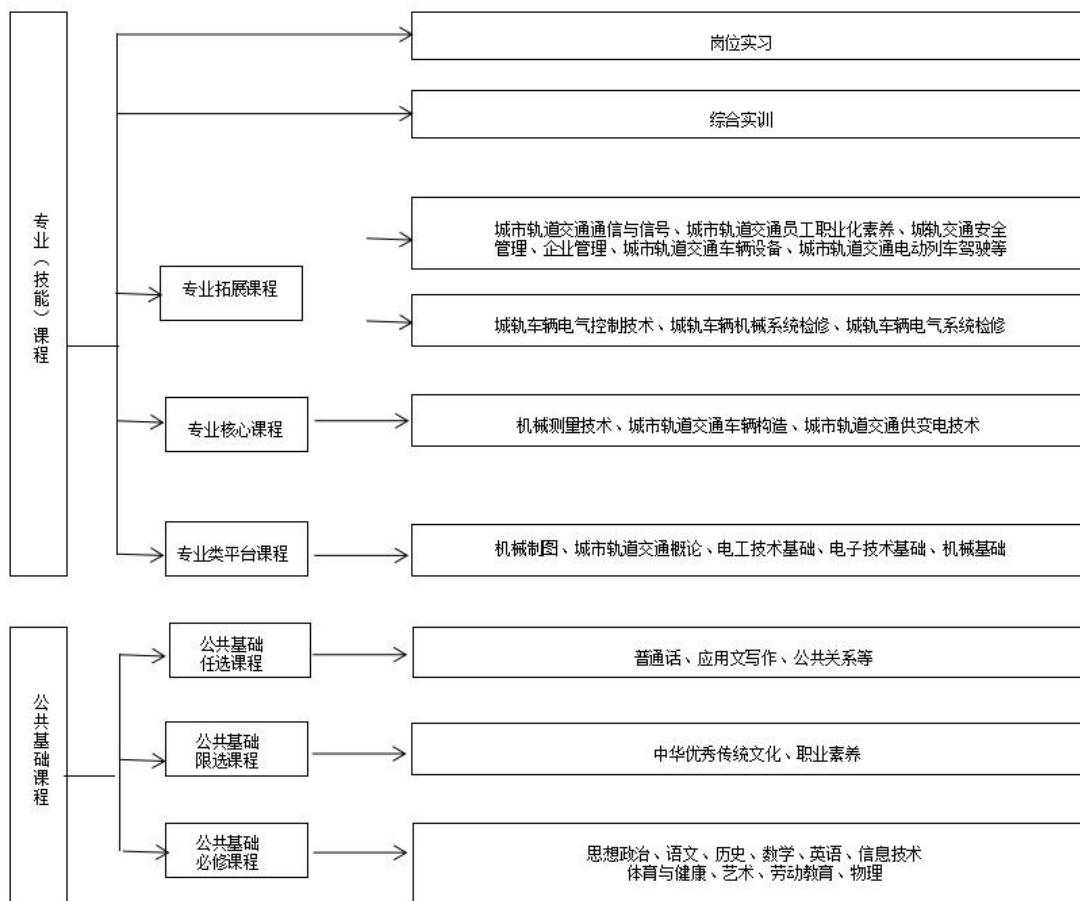 岗位实习
综合实训
专业（技能）课程
城市轨道交通通信与信号、城市轨道交通员工职业化素养、城轨交通安全
管理、企业管理、城市轨道交通车辆设备、城市轨道交通电动列车驾驶等
专业拓展课程
城轨车辆电气控制技术、城轨车辆机械系统检修、城轨车辆电气系统检修
专业核心课程
机械测量技术、城市轨道交通车辆构造、城市轨道交通供变电技术
专业类平台课程
机械制图、城市轨道交通概论、电工技术基础、电子技术基础、机械基础
公共基础课程
公共基础
任选课程
普通话、应用文写作、公共关系等
公共基础
限选课程
中华优秀传统文化、职业素养
公共基础
必修课程
思想政治、语文、历史、数学、英语、信息技术
体育与健康、艺术、劳动教育、物理